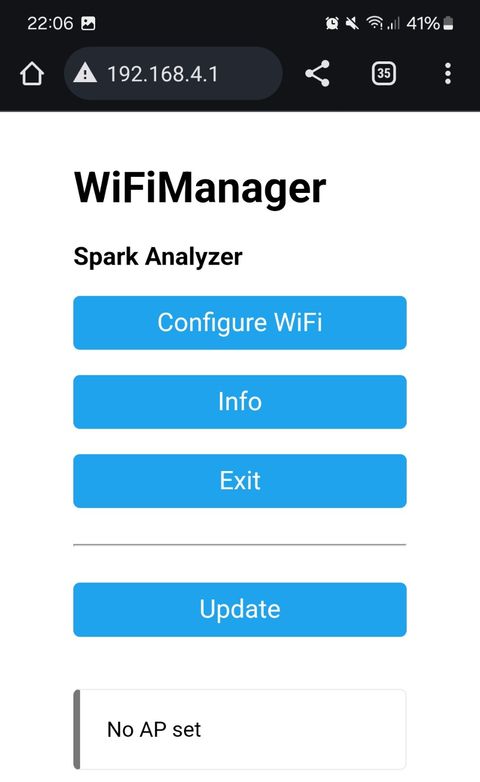 22:06
41%
192.168.4.1
35
WiFiManager
Spark Analyzer
Configure WiFi
Info
Exit
Update
No AP set